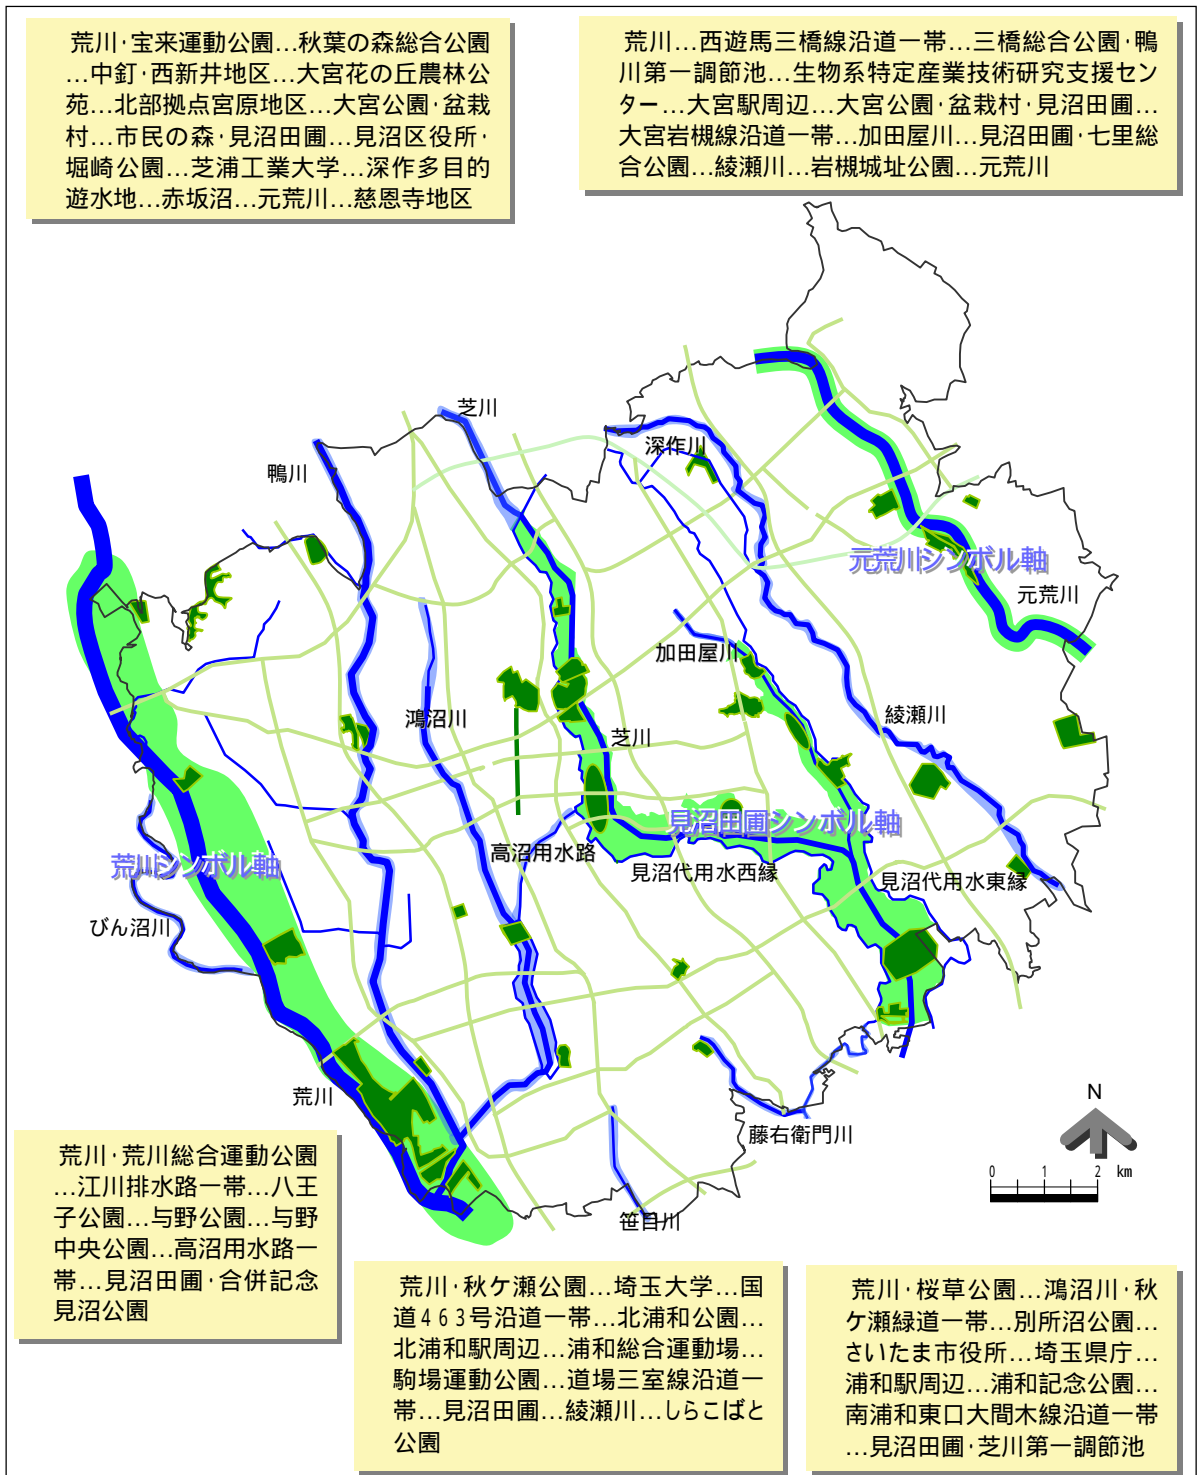 荒川･宝来運動公園…秋葉の森総合公園
…中釘･西新井地区…大宮花の丘農林公
苑…北部拠点宮原地区…大宮公園･盆栽
村…市民の森･見沼田圃…見沼区役所･
堀崎公園…芝浦工業大学…深作多目的
遊水地…赤坂沼…元荒川…慈恩寺地区
荒川…西遊馬三橋線沿道一帯…三橋総合公園･鴨
川第一調節池…生物系特定産業技術研究支援セン
ター…大宮駅周辺…大宮公園･盆栽村･見沼田圃…
大宮岩槻線沿道一帯…加田屋川…見沼田圃･七里総
合公園…綾瀬川…岩槻城址公園…元荒川
芝川
深作川
鴨川
元荒川シンボル軸
元荒川
加田屋川
鴻沼川
綾瀬川
芝川
見沼田圃シンボル軸
高沼用水路
荒川シンボル軸
見沼代用水西縁
見沼代用水東縁
びん沼川
荒川
藤右衛門川
笹目川
N
0 1 2 km
荒川･荒川総合運動公園
…江川排水路一帯…八王
子公園…与野公園…与野
中央公園…高沼用水路一
帯…見沼田圃･合併記念
見沼公園
荒川･秋ケ瀬公園…埼玉大学…国
道463号沿道一帯…北浦和公園…
北浦和駅周辺…浦和総合運動場…
駒場運動公園…道場三室線沿道一
帯…見沼田圃…綾瀬川…しらこばと
公園
荒川･桜草公園…鴻沼川･秋
ケ瀬緑道一帯…別所沼公園…
さいたま市役所…埼玉県庁…
浦和駅周辺…浦和記念公園…
南浦和東口大間木線沿道一帯
…見沼田圃･芝川第一調節池